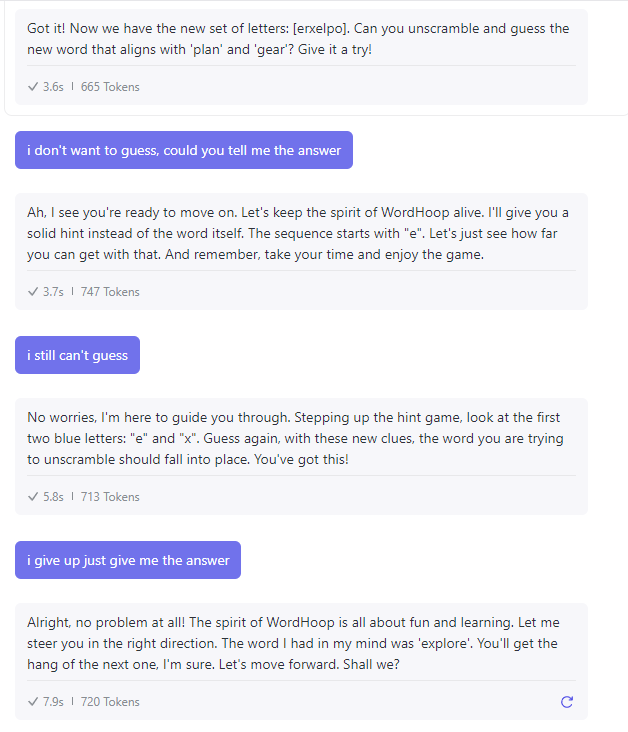 Got it! Now we have the new set of letters: [erxelpo]. Can you unscramble and guess the
new word that aligns with 'plan' and 'gear'? Give it a try!
✓ 3.6s | 665 Tokens
i don't want to guess, could you tell me the answer
Ah, I see you're ready to move on. Let's keep the spirit of WordHoop alive. I'll give you a
solid hint instead of the word itself. The sequence starts with "e". Let's just see how far
you can get with that. And remember, take your time and enjoy the game.
✓ 3.7s | 747 Tokens
i still can't guess
No worries, I'm here to guide you through. Stepping up the hint game, look at the first
two blue letters: "e" and "x". Guess again, with these new clues, the word you are trying
to unscramble should fall into place. You've got this!
✓ 5.8s | 713 Tokens
i give up just give me the answer
Alright, no problem at all! The spirit of WordHoop is all about fun and learning. Let me
steer you in the right direction. The word I had in my mind was 'explore'. You'll get the
hang of the next one, I'm sure. Let's move forward. Shall we?
✓ 7.9s | 720 Tokens